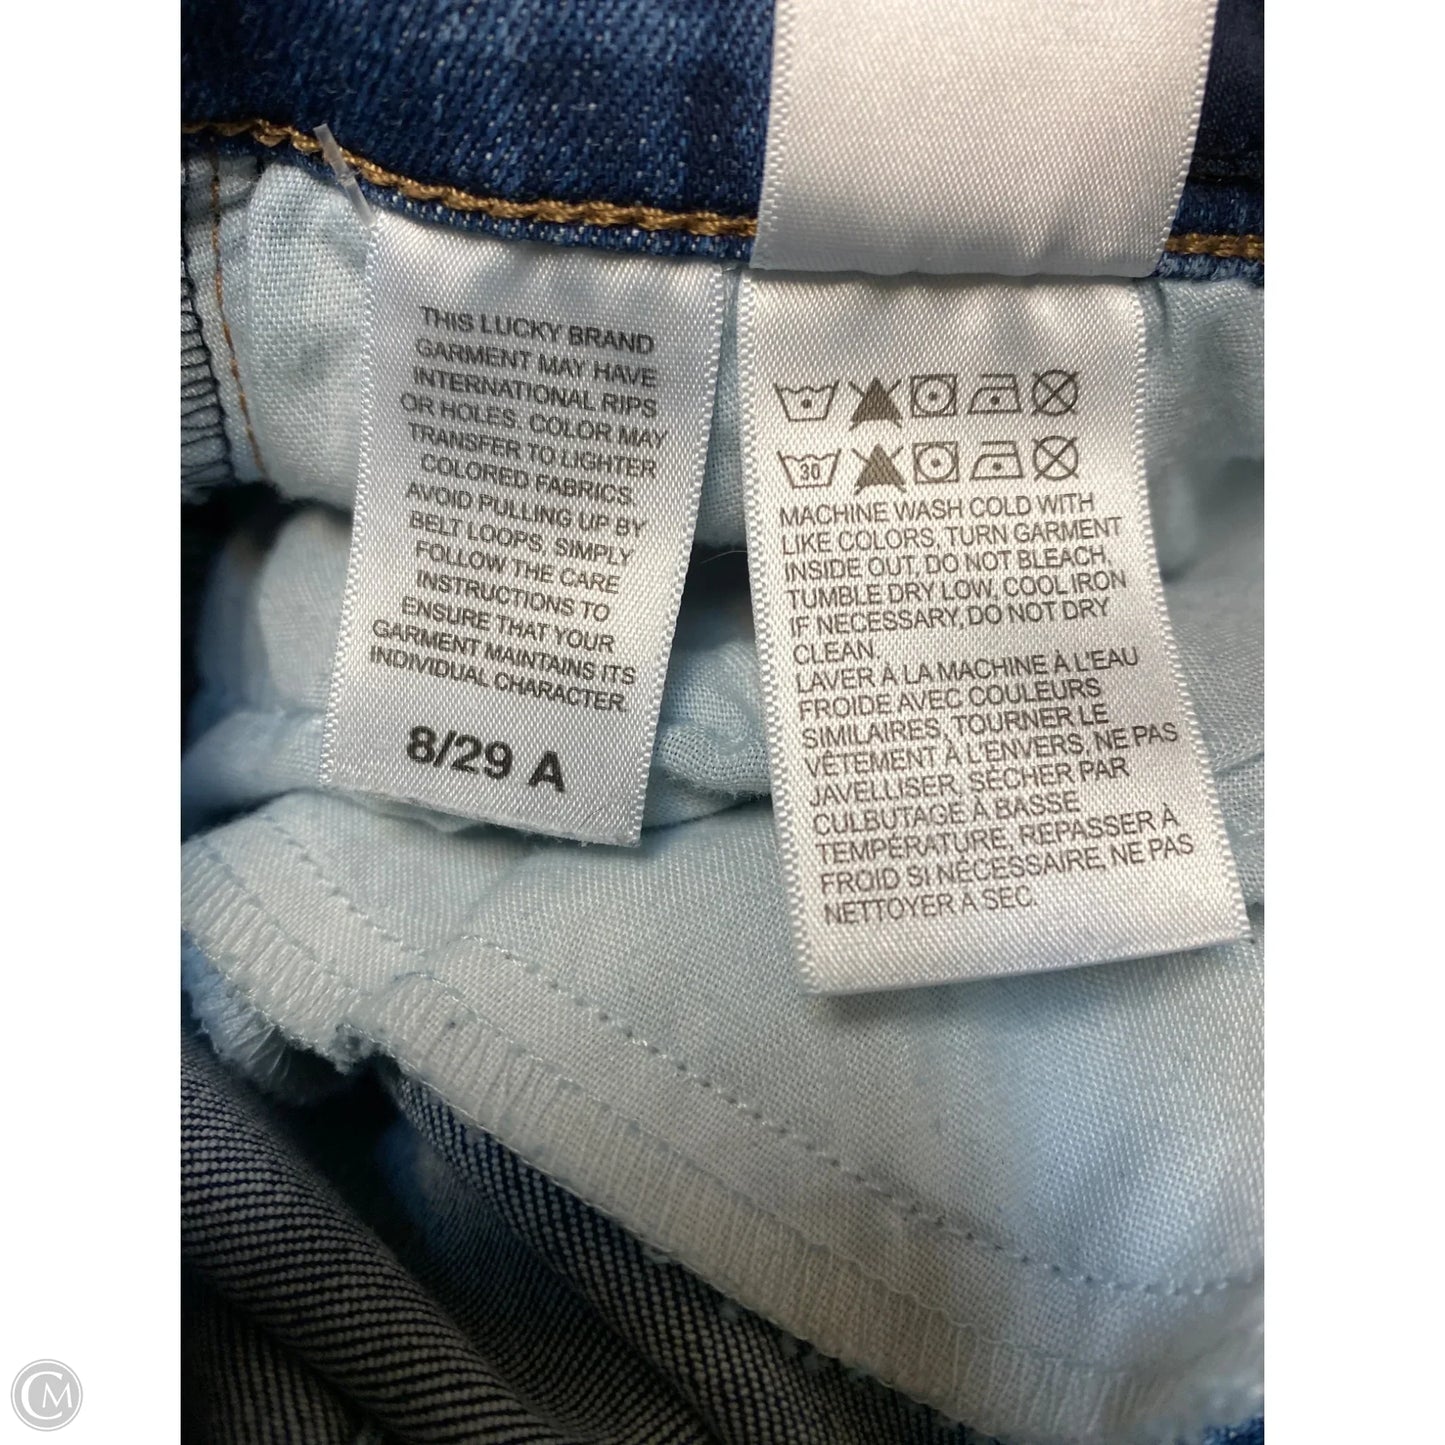 THIS LUCKY BRAND
GARMENT MAY HAVE
INTERNATIONAL RIPS
OR HOLES. COLOR MAY
TRANSFER TO LIGHTER
COLORED FABRICS.
AVOID PULLING UP BY
BELT LOOPS, SIMPLY
FOLLOW THE CARE
INSTRUCTIONS TO
ENSURE THAT YOUR
GARMENT MAINTAINS ITS
INDIVIDUAL CHARACTER.
8/29 A
30
MACHINE WASH COLD WITH
LIKE COLORS, TURN GARMENT
INSIDE OUT, DO NOT BLEACH,
TUMBLE DRY LOW, COOL IRON
IF NECESSARY, DO NOT DRY
CLEAN.
LAVER À LA MACHINE À L'EAU
FROIDE AVEC COULEURS
SIMILAIRES, TOURNER LE
VÊTEMENT À L'ENVERS, NE PAS
JAVELLISER, SÉCHER PAR
CULBUTAGE À BASSE
TEMPÉRATURE, REPASSER À
FROID SI NÉCESSAIRE, NE PAS
NETTOYER À SEC.
CM